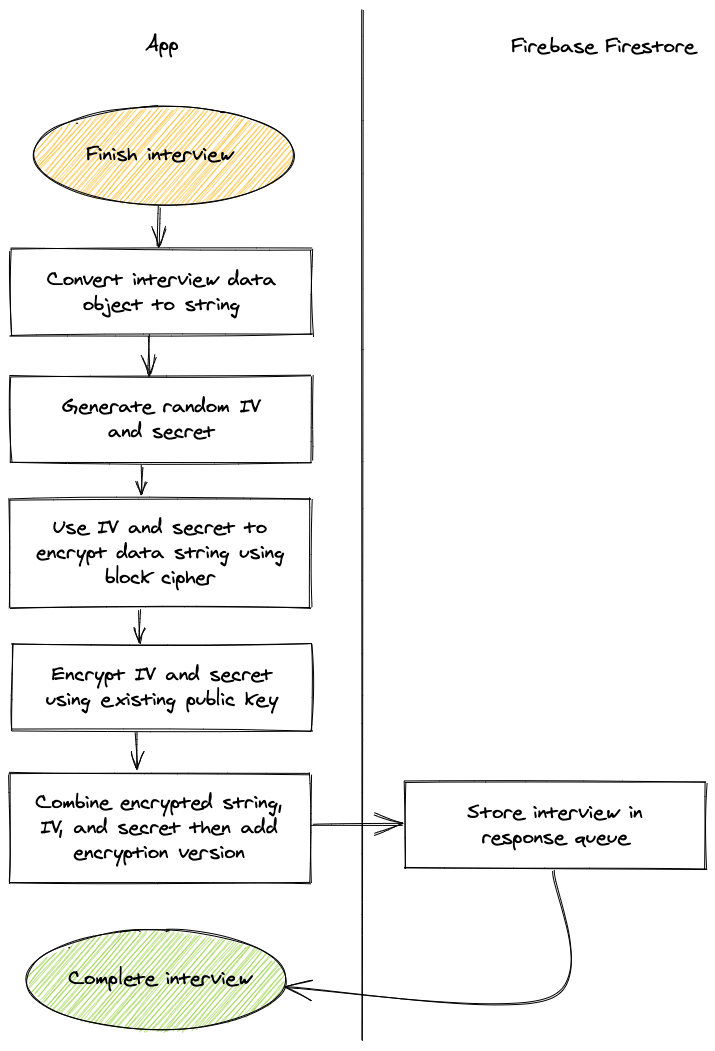 App
Firebase Firestore
Finish interview
Convert interview data
object to string
Generate random IV
and secret
Use IV and secret to
encrypt data string using
block cipher
Encrypt IV and secret
using existing public key
Combine encrypted string,
IV, and secret then add
encryption version
Store interview in
response queue
Complete interview